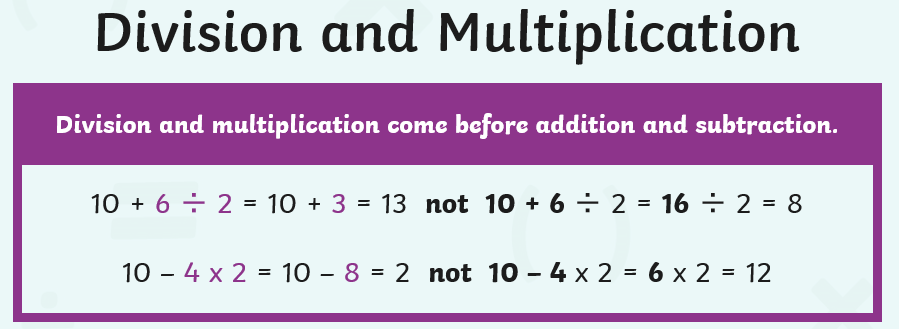 Division and Multiplication
Division and multiplication come before addition and subtraction.
10 + 6 ÷ 2 = 10 + 3 = 13 not 10 + 6 ÷ 2 = 16 ÷ 2 = 8
10 – 4 x 2 = 10 – 8 = 2 not 10 – 4 x 2 = 6 x 2 = 12